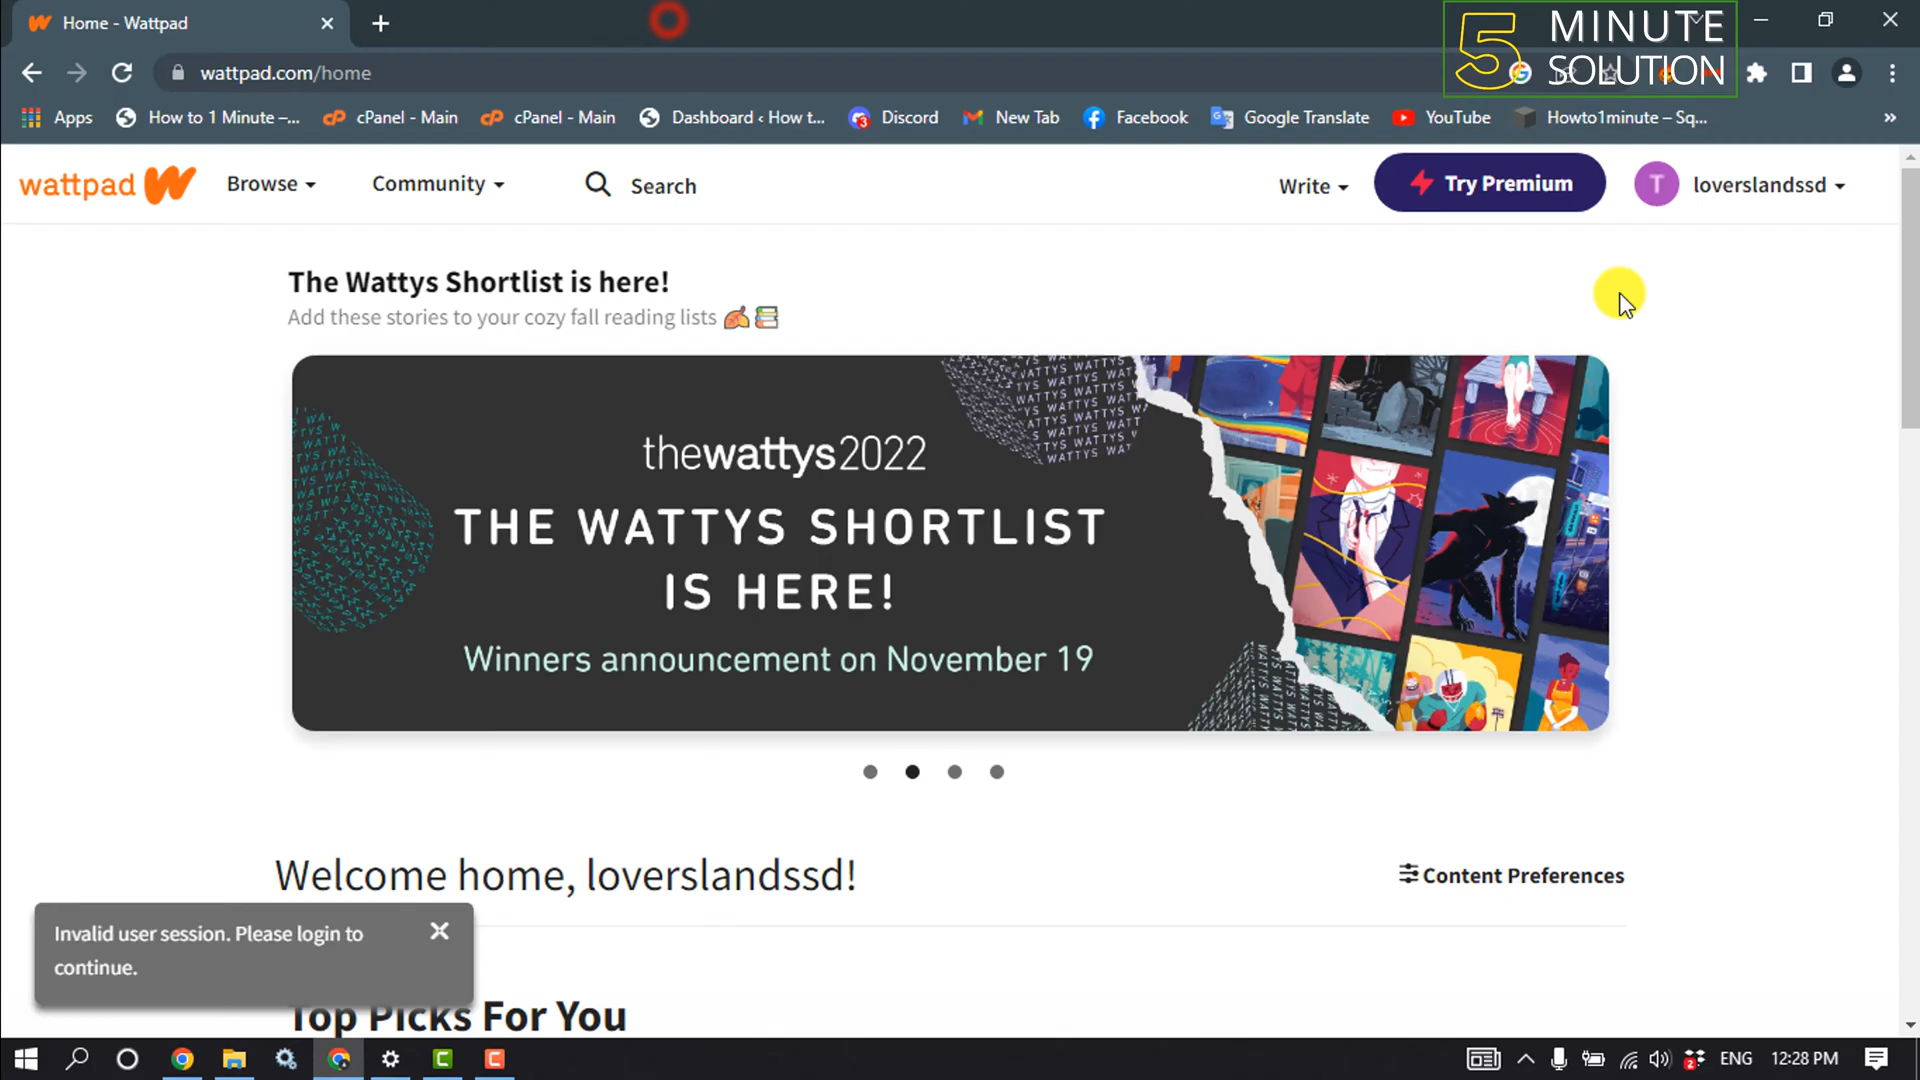 Home - Wattpad
5 MINUTE
SOLUTION
wattpad.com/home
Apps
How to 1 Minute –...
cPanel - Main
cPanel - Main
Dashboard ‹ How t...
Discord
New Tab
Facebook
Google Translate
YouTube
Howto1minute – Sq...
wattpad
Browse
Community
Search
Write
Try Premium
T
loverslandssd
The Wattys Shortlist is here!
Add these stories to your cozy fall reading lists
thewattys2022
THE WATTYS SHORTLIST
IS HERE!
Winners announcement on November 19
Welcome home, loverslandssd!
Content Preferences
Invalid user session. Please login to
continue.
Top Picks For You
ENG
12:28 PM